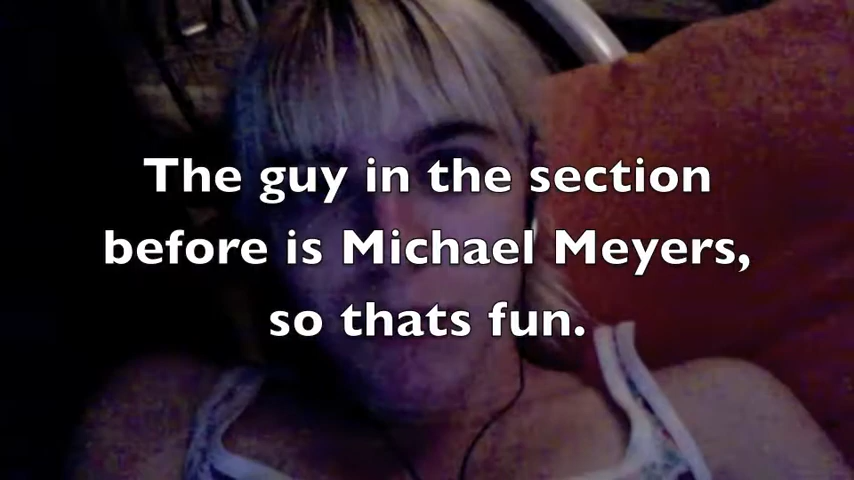 The guy in the section
before is Michael Meyers,
so thats fun.